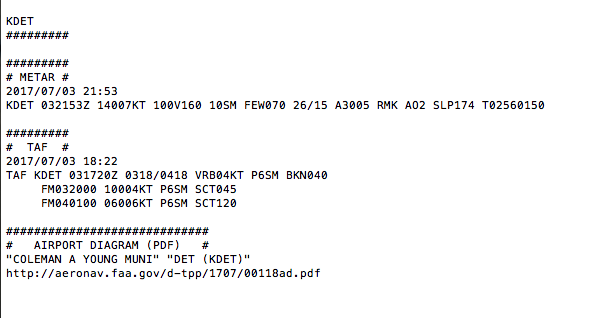 KDET
#########
#########
# METAR #
2017/07/03 21:53
KDET 032153Z 14007KT 100V160 10SM FEW070 26/15 A3005 RMK AO2 SLP174 T02560150
#########
#  TAF  #
2017/07/03 18:22
TAF KDET 031720Z 0318/0418 VRB04KT P6SM BKN040
     FM032000 10004KT P6SM SCT045
     FM040100 06006KT P6SM SCT120
##############################
#   AIRPORT DIAGRAM (PDF)   #
"COLEMAN A YOUNG MUNI" "DET (KDET)"
http://aeronav.faa.gov/d-tpp/1707/00118ad.pdf